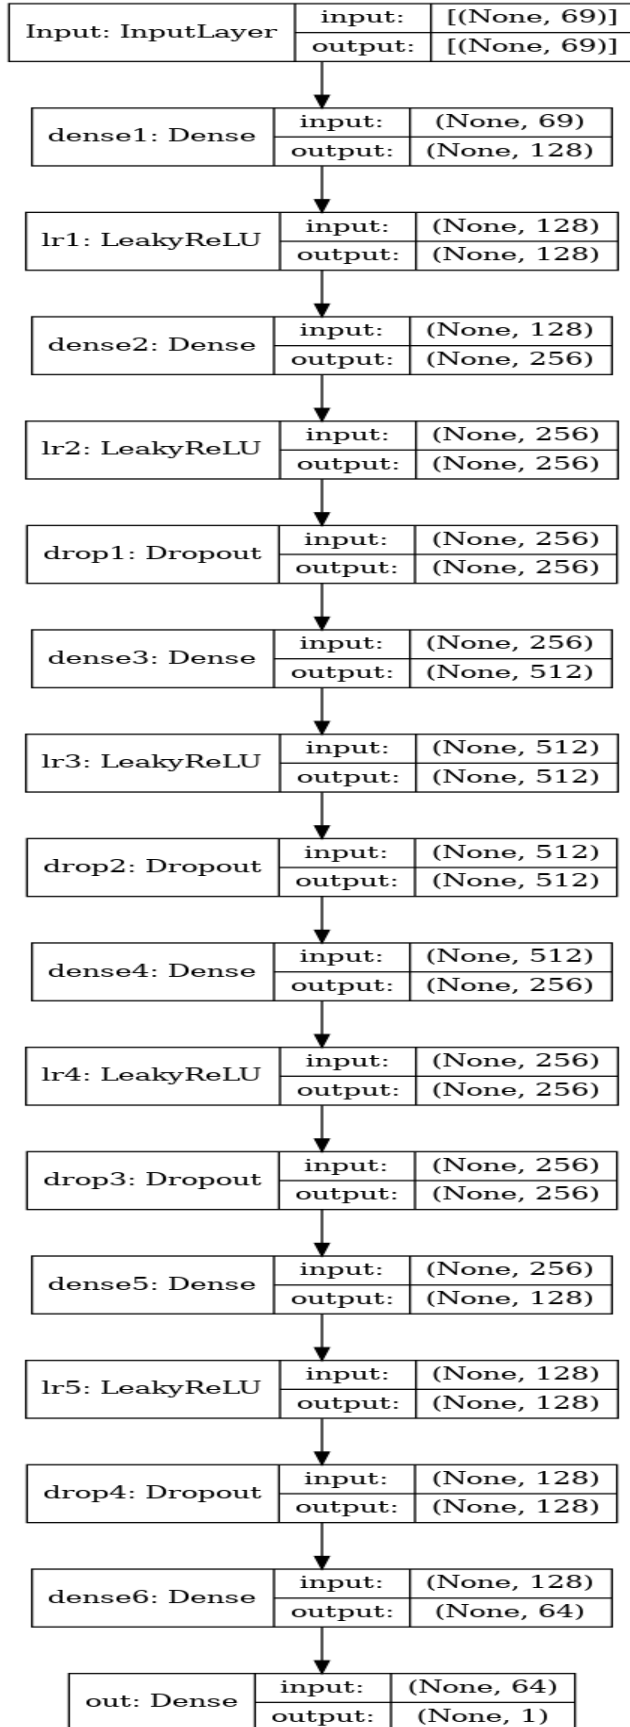 Input: InputLayer input: [(None, 69)]
output: [(None, 69)]
dense1: Dense input: (None, 69)
output: (None, 128)
lr1: LeakyReLU input: (None, 128)
output: (None, 128)
dense2: Dense input: (None, 128)
output: (None, 256)
lr2: LeakyReLU input: (None, 256)
output: (None, 256)
drop1: Dropout input: (None, 256)
output: (None, 256)
dense3: Dense input: (None, 256)
output: (None, 512)
lr3: LeakyReLU input: (None, 512)
output: (None, 512)
drop2: Dropout input: (None, 512)
output: (None, 512)
dense4: Dense input: (None, 512)
output: (None, 256)
lr4: LeakyReLU input: (None, 256)
output: (None, 256)
drop3: Dropout input: (None, 256)
output: (None, 256)
dense5: Dense input: (None, 256)
output: (None, 128)
lr5: LeakyReLU input: (None, 128)
output: (None, 128)
drop4: Dropout input: (None, 128)
output: (None, 128)
dense6: Dense input: (None, 128)
output: (None, 64)
out: Dense input: (None, 64)
output: (None, 1)